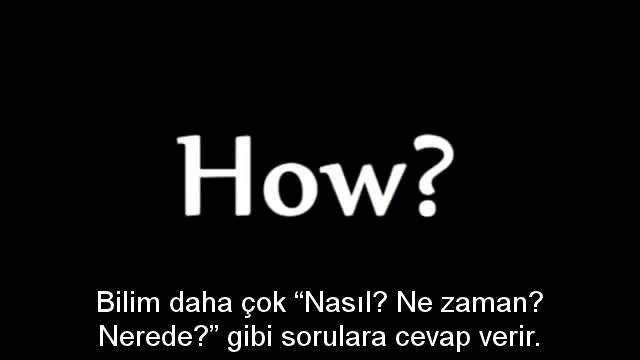 How?
Bilim daha çok “Nasıl? Ne zaman?
Nerede?” gibi sorulara cevap verir.